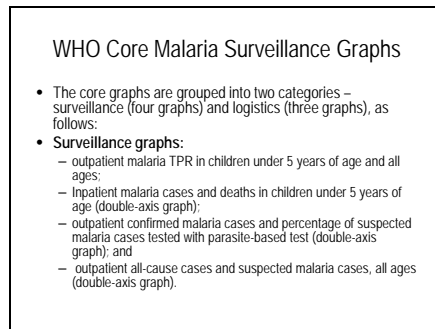 WHO Core Malaria Surveillance Graphs
• The core graphs are grouped into two categories –
surveillance (four graphs) and logistics (three graphs), as
follows:
• Surveillance graphs:
– outpatient malaria TPR in children under 5 years of age and all
ages;
– Inpatient malaria cases and deaths in children under 5 years of
age (double-axis graph);
– outpatient confirmed malaria cases and percentage of suspected
malaria cases tested with parasite-based test (double-axis
graph); and
– outpatient all-cause cases and suspected malaria cases, all ages
(double-axis graph).